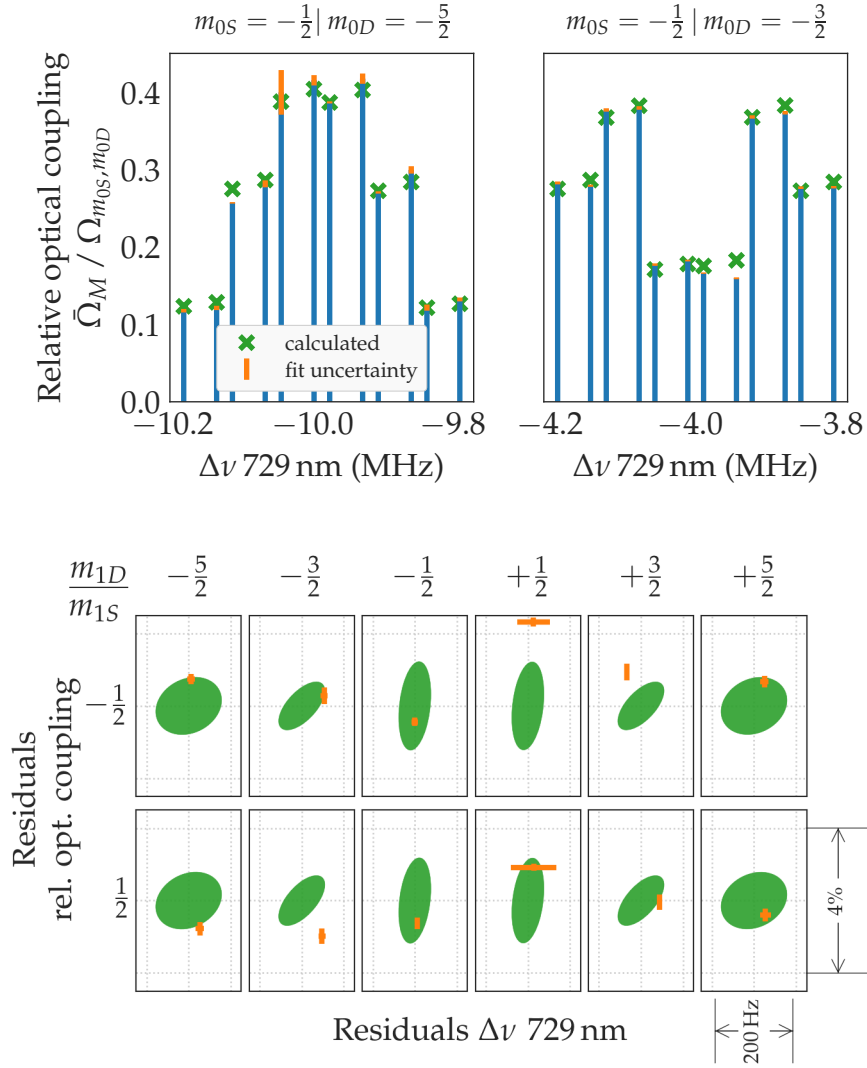 m₀S = −1/2 | m₀D = −5/2
m₀S = −1/2 | m₀D = −3/2
Relative optical coupling
Ω̄_M / Ω_{m₀S, m₀D}
0.4
0.3
0.2
0.1
0.0
calculated
fit uncertainty
−10.2
−10.0
−9.8
−4.2
−4.0
−3.8
Δν 729 nm (MHz)
Δν 729 nm (MHz)
m₁D
m₁S
−5/2
−3/2
−1/2
+1/2
+3/2
+5/2
Residuals
rel. opt. coupling
−1/2
1/2
4%
200 Hz
Residuals Δν 729 nm